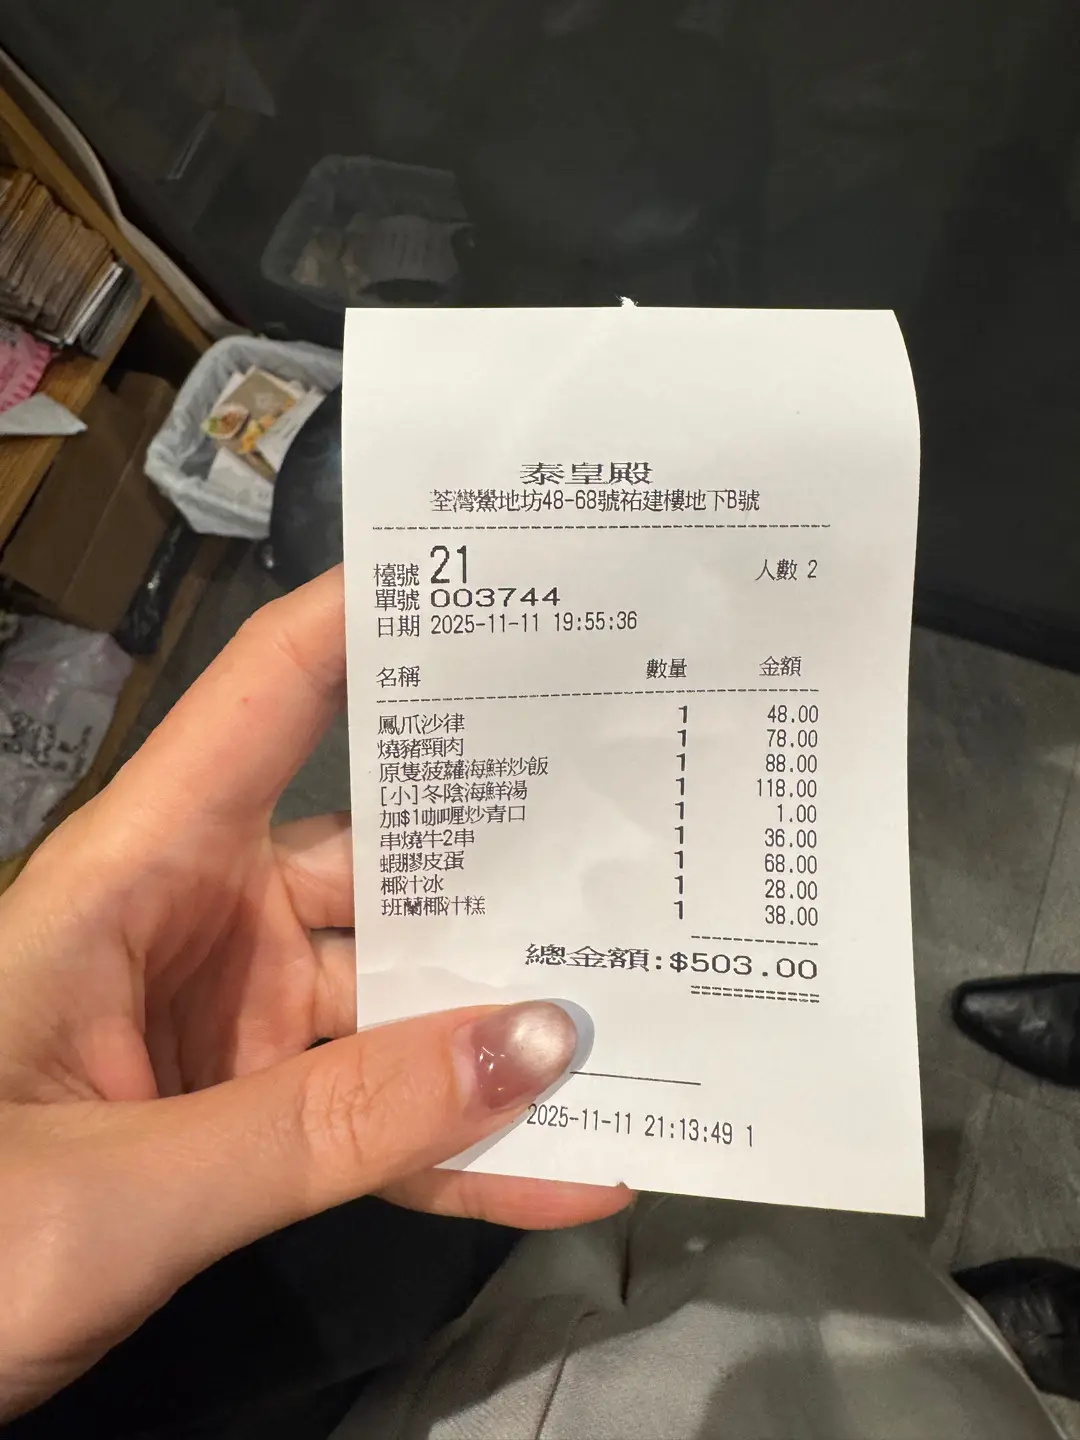 泰皇殿
荃灣鱟地坊48-68號祐建樓地下B號
檯號 21 人數 2
單號 003744
日期 2025-11-11 19:55:36
名稱 數量 金額
鳳爪沙律 1 48.00
燒豬頸肉 1 78.00
原隻菠蘿海鮮炒飯 1 88.00
[小]冬陰海鮮湯 1 118.00
加$1咖喱炒青口 1 1.00
串燒牛2串 1 36.00
蝦膠皮蛋 1 68.00
椰汁冰 1 28.00
班蘭椰汁糕 1 38.00
總金額:$503.00
2025-11-11 21:13:49 1